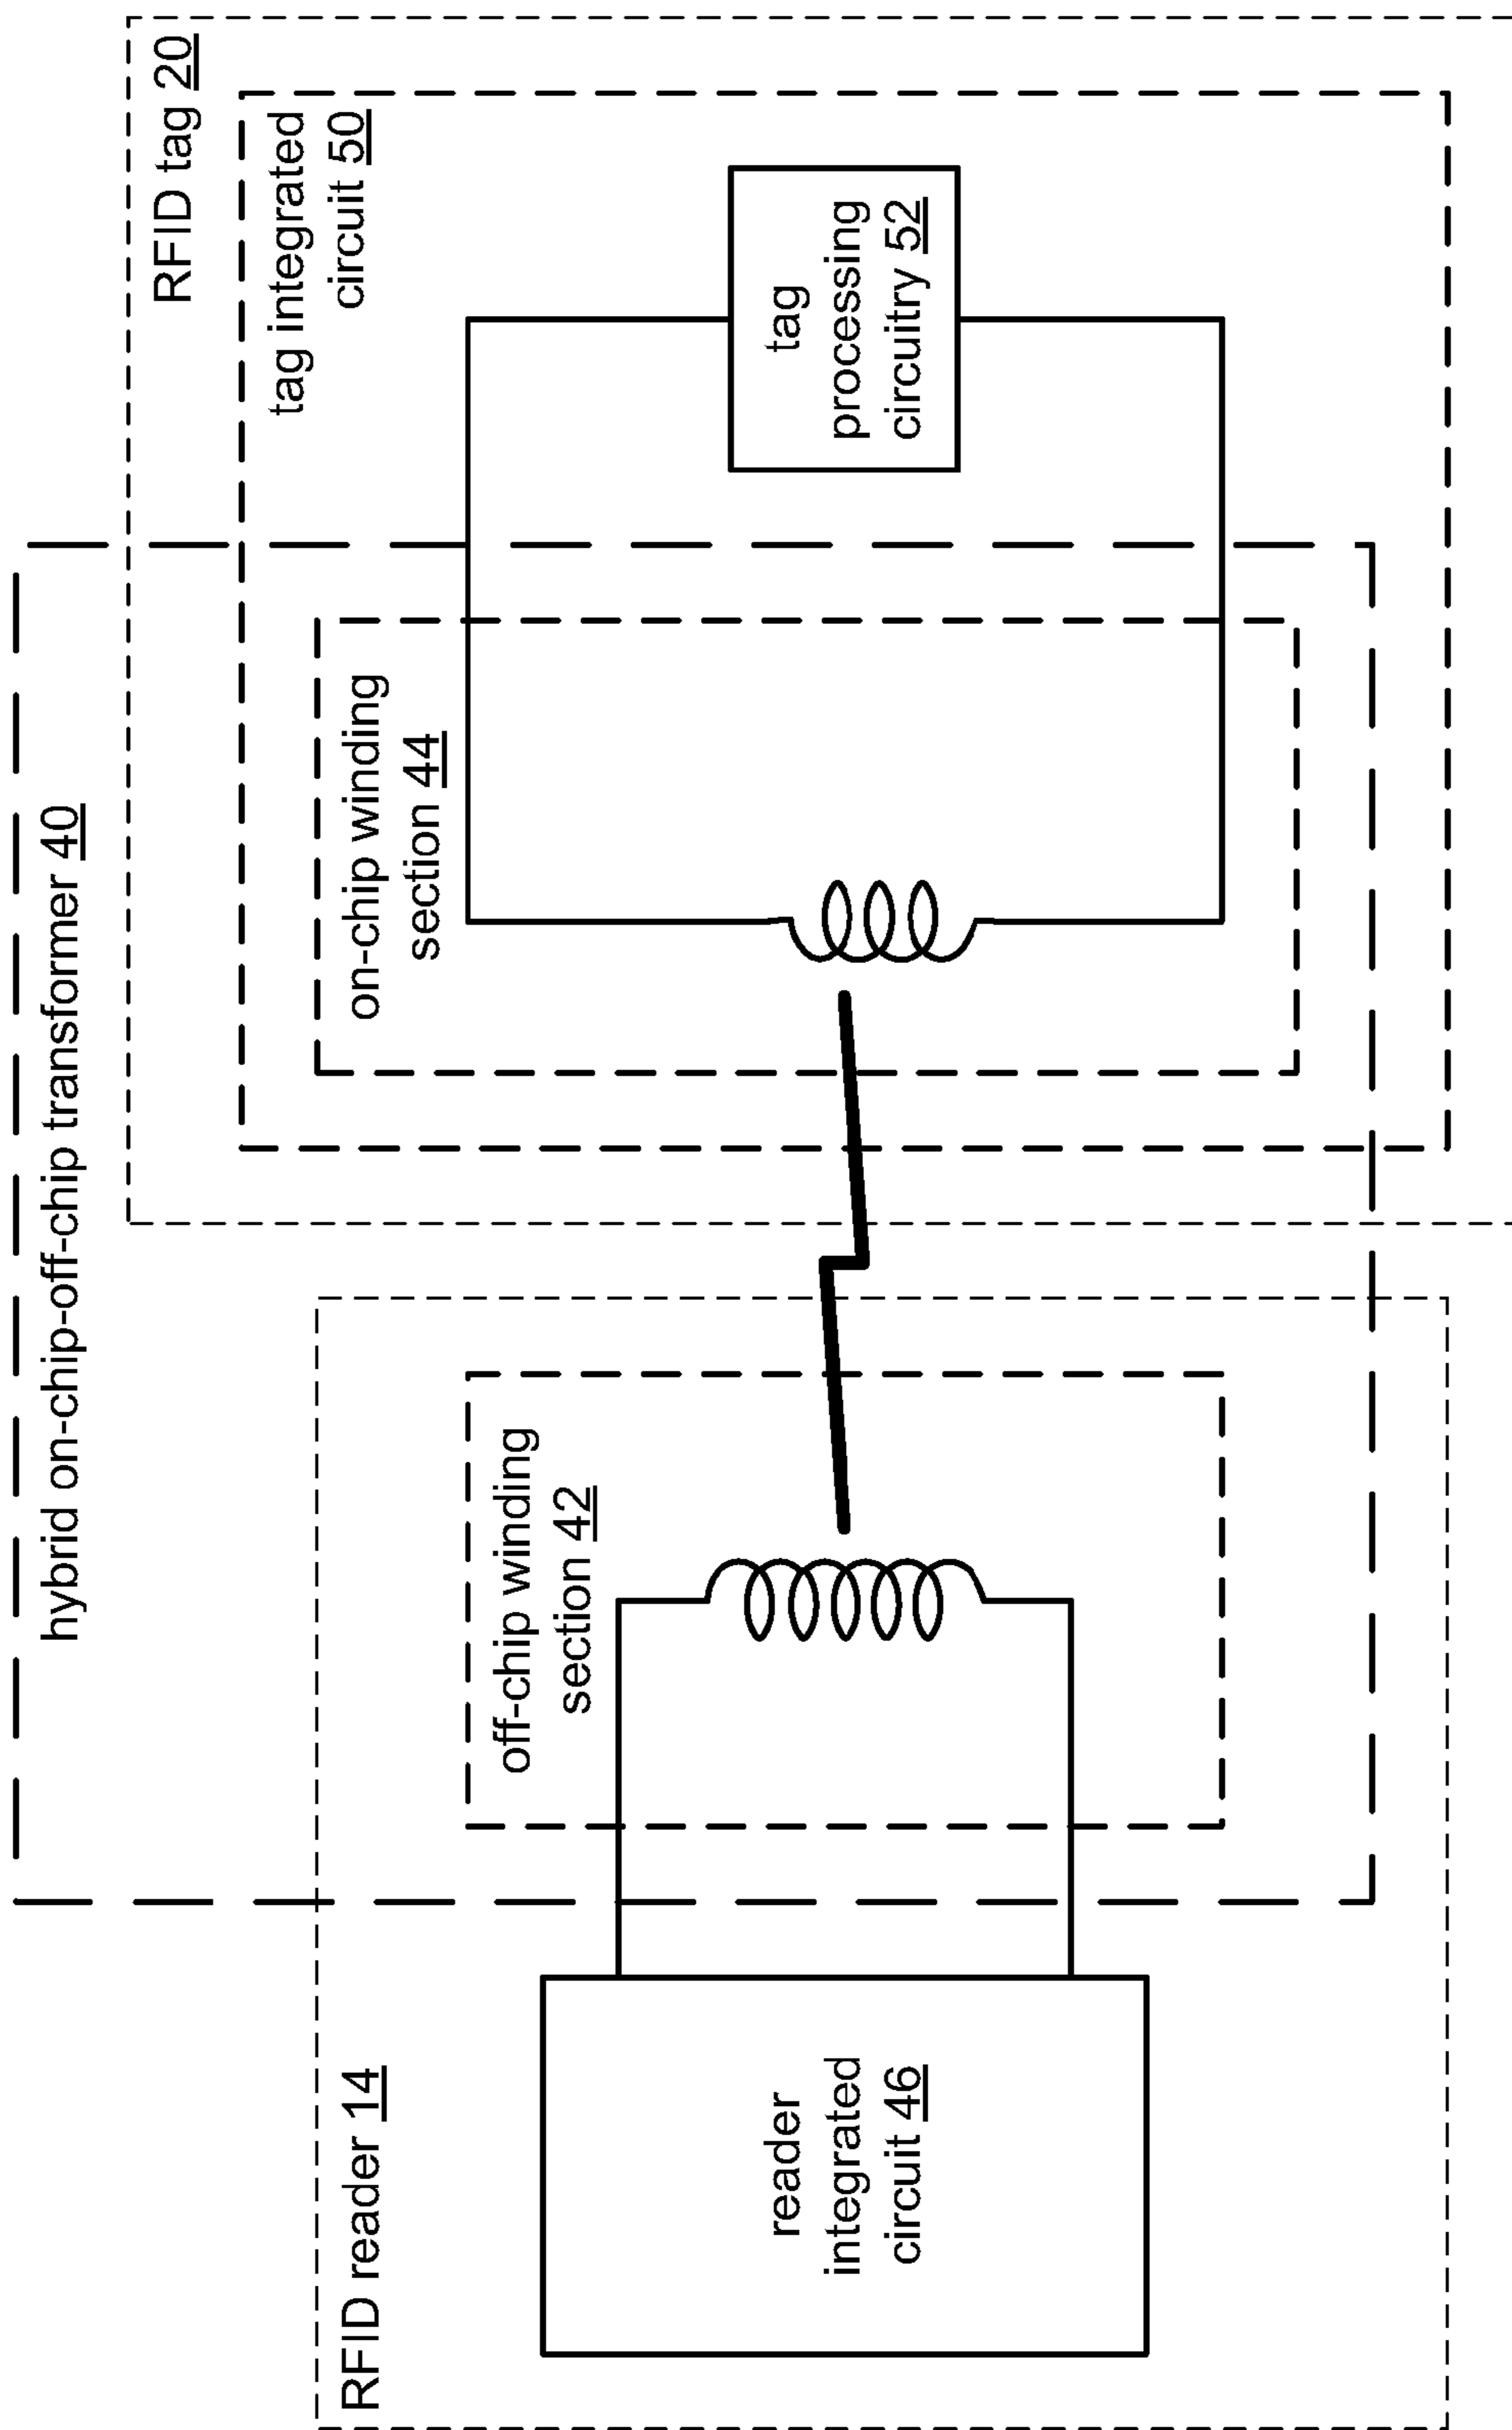 hybrid on-chip-off-chip transformer 40
RFID reader 14
reader
integrated
circuit 46
off-chip winding
section 42
RFID tag 20
tag integrated
circuit 50
on-chip winding
section 44
tag
processing
circuitry 52